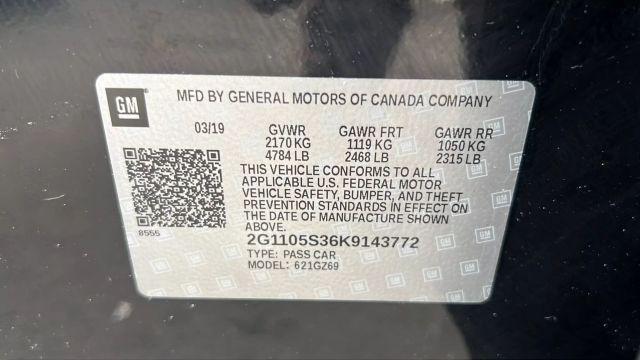 GM
MFD BY GENERAL MOTORS OF CANADA COMPANY
03/19 GVWR GAWR FRT GAWR RR
2170 KG 1119 KG 1050 KG
4784 LB 2468 LB 2315 LB
THIS VEHICLE CONFORMS TO ALL
APPLICABLE U.S. FEDERAL MOTOR
VEHICLE SAFETY, BUMPER, AND THEFT
PREVENTION STANDARDS IN EFFECT
ON THE DATE OF MANUFACTURE SHOWN
ABOVE.
8555
2G1105S36K9143772
TYPE: PASS CAR
MODEL: 621GZ69